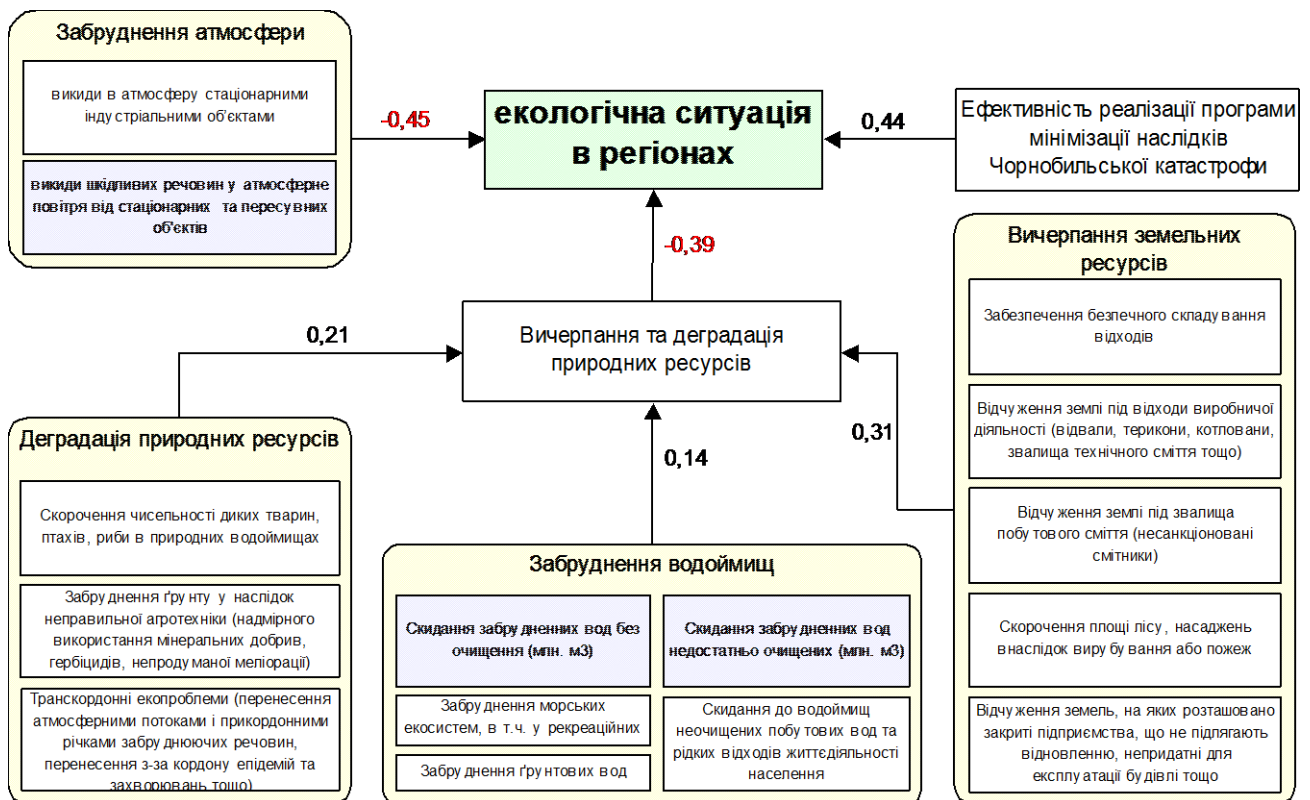 Забруднення атмосфери
викиди в атмосферу стаціонарними
індустріальними об'єктами
викиди шкідливих речовин у атмосферне
повітря від стаціонарних та пересувних
об'єктів
-0,45
екологічна ситуація
в регіонах
0,44
Ефективність реалізації програми
мінімізації наслідків
Чорнобильської катастрофи
-0,39
Вичерпання та деградація
природних ресурсів
0,21
0,14
0,31
Вичерпання земельних
ресурсів
Забезпечення безпечного складування
відходів
Відчуження землі під відходи виробничої
діяльності (відвали, терикони, котловани,
звалища технічного сміття тощо)
Відчуження землі під звалища
побутового сміття (несанкціоновані
смітники)
Скорочення площі лісу, насаджень
внаслідок вирубування або пожеж
Відчуження земель, на яких розташовано
закриті підприємства, що не підлягають
відновленню, непридатні для
експлуатації будівлі тощо
Деградація природних ресурсів
Скорочення чисельності диких тварин,
птахів, риби в природних водоймищах
Забруднення ґрунту у наслідок
неправильної агротехніки (надмірного
використання мінеральних добрив,
гербіцидів, непродуманої меліорації)
Транскордонні екопроблеми (перенесення
атмосферними потоками і прикордонними
річками забруднюючих речовин,
перенесення з-за кордону епідемій та
захворювань тощо)
Забруднення водоймищ
Скидання забрудненних вод без
очищення (млн. м3)
Скидання забрудненних вод
недостатньо очищених (млн. м3)
Забруднення морських
екосистем, в т.ч. у рекреаційних
Забруднення ґрунтових вод
Скидання до водоймищ
неочищених побутових вод та
рідких відходів життєдіяльності
населення